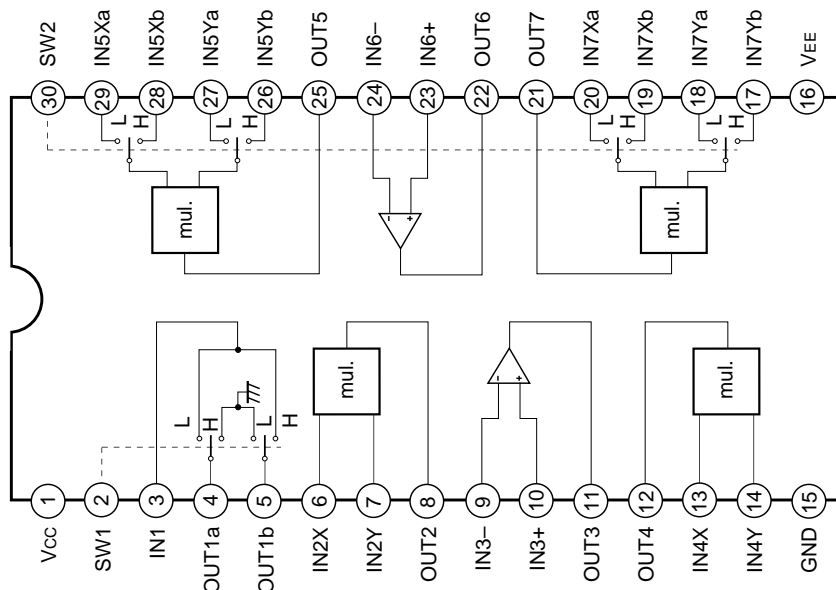 SW2
IN5Xa
IN5Xb
IN5Ya
IN5Yb
OUT5
IN6–
IN6+
OUT6
OUT7
IN7Xa
IN7Xb
IN7Ya
IN7Yb
VEE
30
29
28
27
26
25
24
23
22
21
20
19
18
17
16
L
H
L
H
L
H
L
H
mul.
– +
mul.
mul.
– +
mul.
L
H
L
H
1
2
3
4
5
6
7
8
9
10
11
12
13
14
15
Vcc
SW1
IN1
OUT1a
OUT1b
IN2X
IN2Y
OUT2
IN3–
IN3+
OUT3
OUT4
IN4X
IN4Y
GND